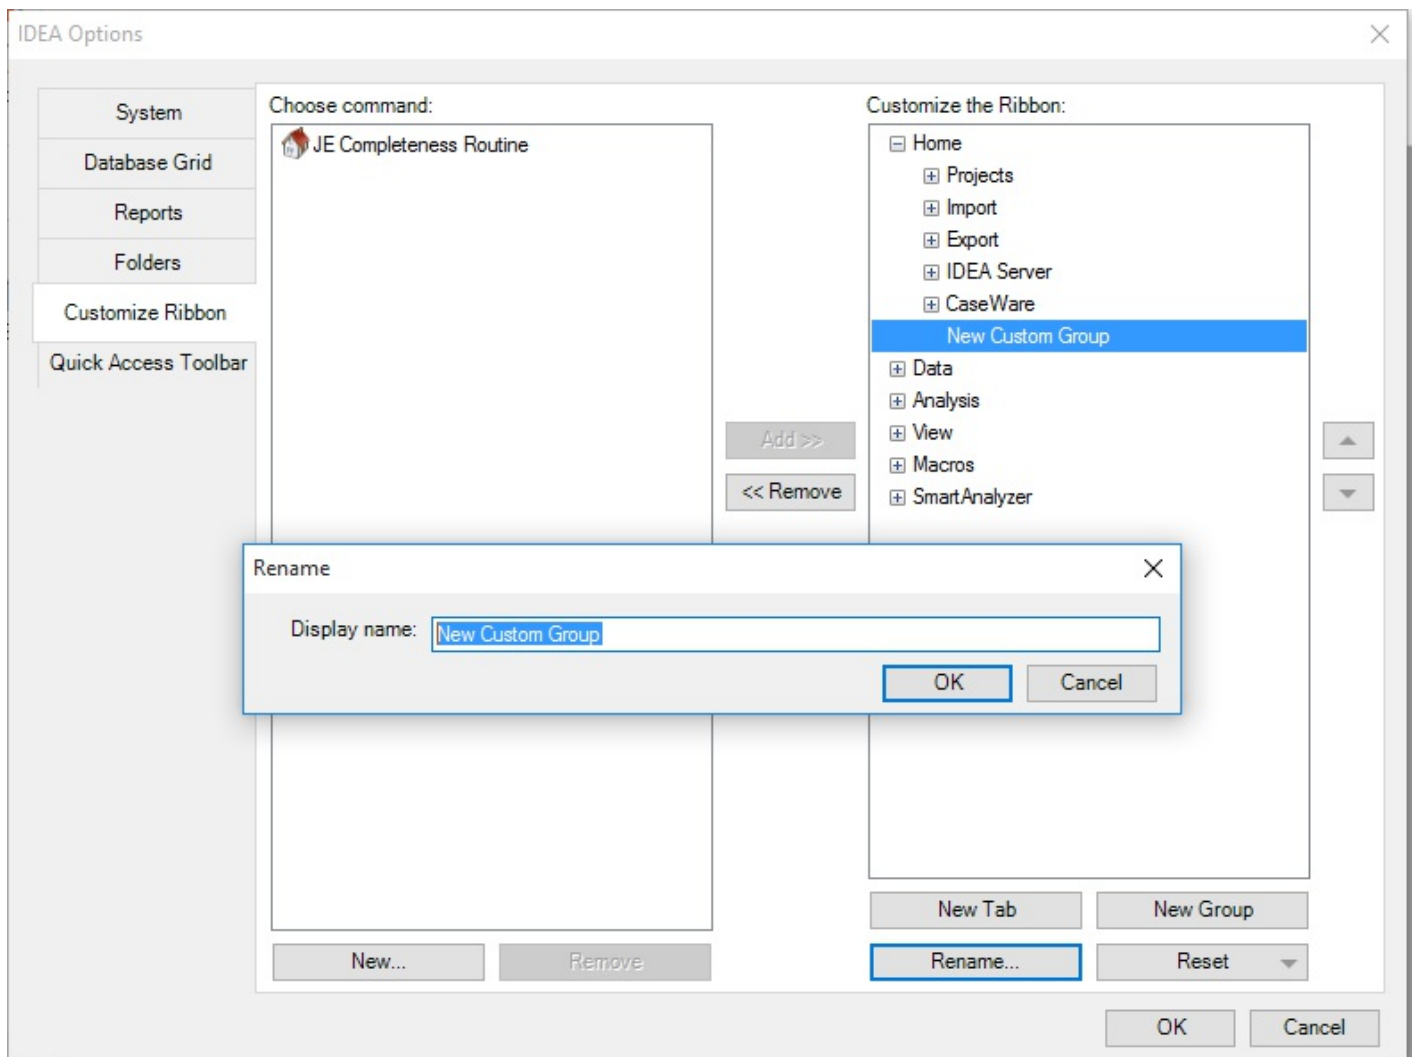 IDEA Options
System
Database Grid
Reports
Folders
Customize Ribbon
Quick Access Toolbar
Choose command:
JE Completeness Routine
Add >>
<< Remove
Customize the Ribbon:
Home
Projects
Import
Export
IDEA Server
CaseWare
New Custom Group
Data
Analysis
View
Macros
SmartAnalyzer
Rename
Display name: New Custom Group
OK Cancel
New Tab New Group
New... Remove Rename... Reset
OK Cancel